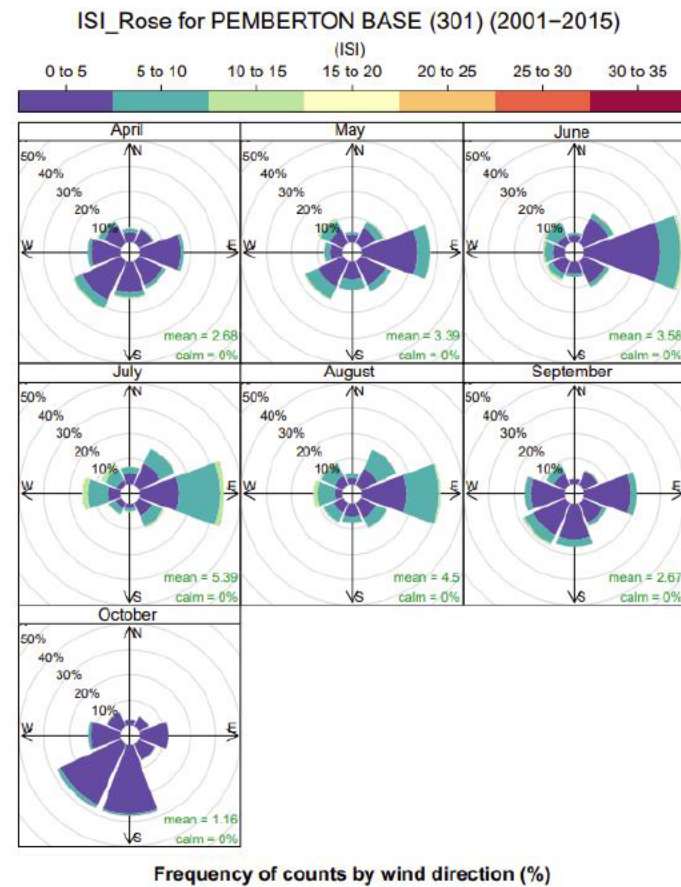 ISI_Rose for PEMBERTON BASE (301) (2001−2015)
(ISI)
0 to 5 5 to 10 10 to 15 15 to 20 20 to 25 25 to 30 30 to 35
April May June
50% 50% 50%
40% 40% 40%
30% 30% 30%
20% 20% 20%
10% 10% 10%
N N N
W E W E W E
S S S
mean = 2.68 mean = 3.39 mean = 3.58
calm = 0% calm = 0% calm = 0%
July August September
50% 50% 50%
40% 40% 40%
30% 30% 30%
20% 20% 20%
10% 10% 10%
N N N
W E W E W E
S S S
mean = 5.39 mean = 4.5 mean = 2.67
calm = 0% calm = 0% calm = 0%
October
50%
40%
30%
20%
10%
N
W E
S
mean = 1.16
calm = 0%
Frequency of counts by wind direction (%)